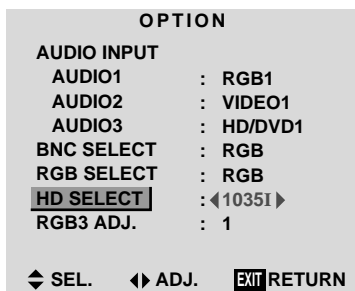 OPTION
AUDIO INPUT
AUDIO1 : RGB1
AUDIO2 : VIDEO1
AUDIO3 : HD/DVD1
BNC SELECT : RGB
RGB SELECT : RGB
HD SELECT : 1035I
RGB3 ADJ. : 1
SEL. ADJ. EXIT RETURN